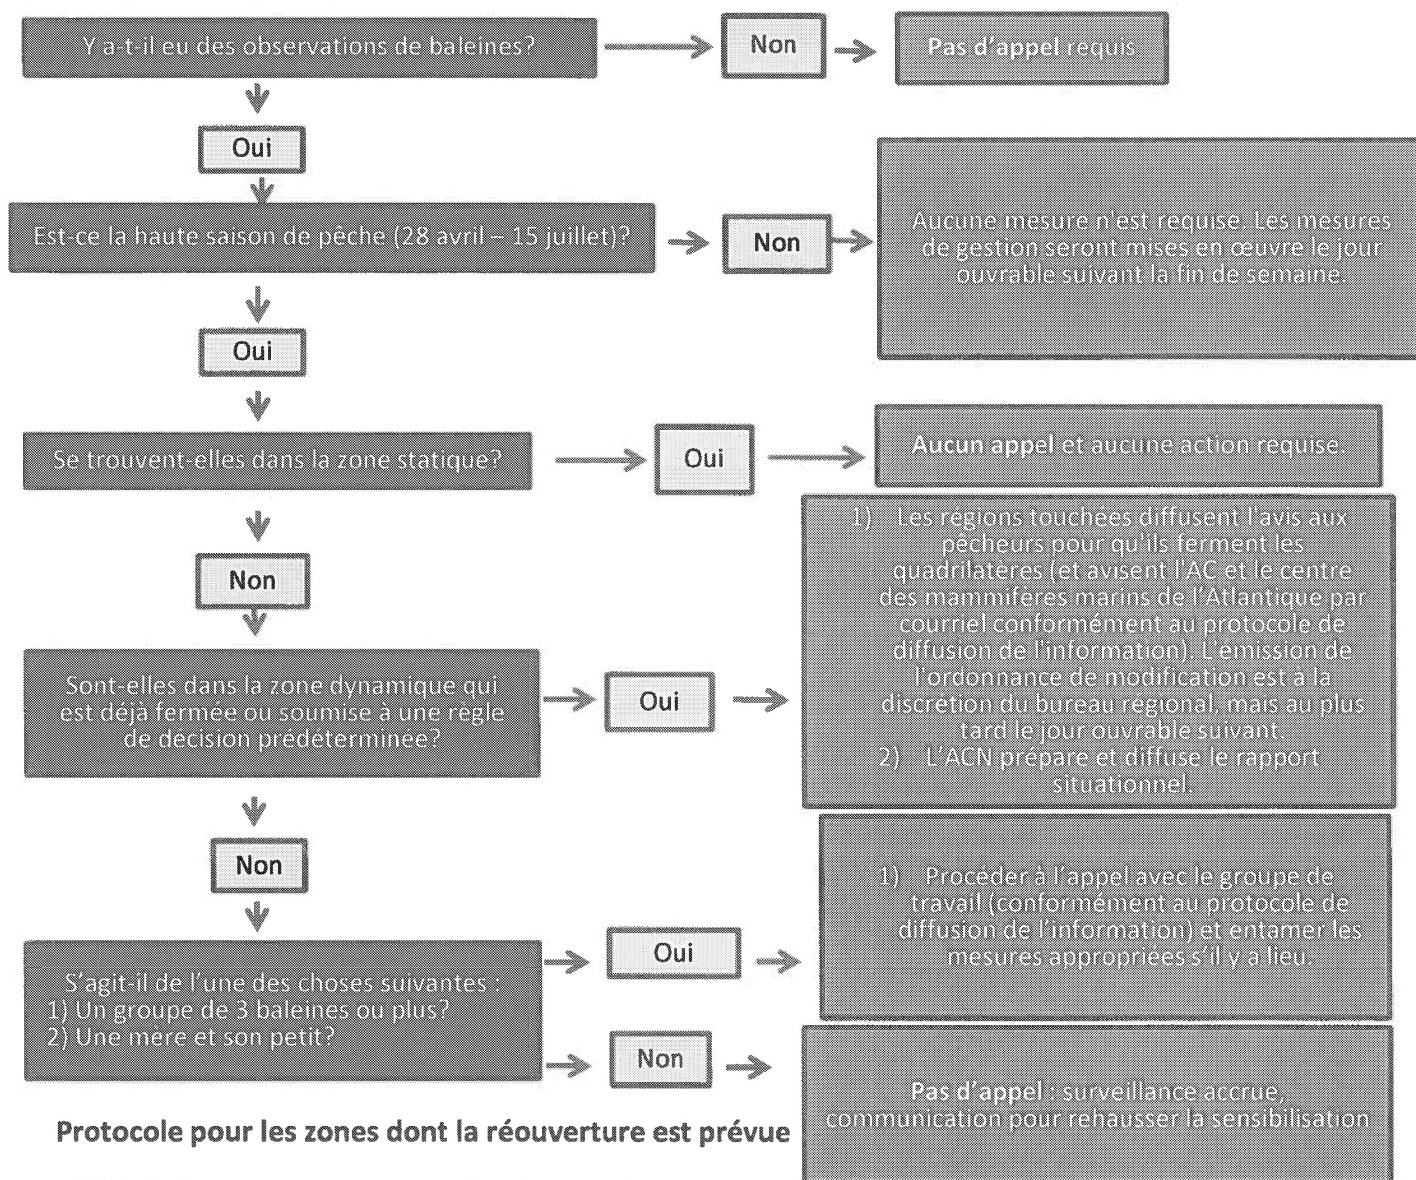 Y a-t-il eu des observations de baleines?
Non
Pas d'appel requis
Oui
Est-ce la haute saison de pêche (28 avril – 15 juillet)?
Non
Aucune mesure n'est requise. Les mesures
de gestion seront mises en œuvre le jour
ouvrable suivant la fin de semaine.
Oui
Se trouvent-elles dans la zone statique?
Oui
Aucun appel et aucune action requise.
Non
Sont-elles dans la zone dynamique qui
est déjà fermée ou soumise à une règle
de décision prédéterminée?
Oui
1) Les régions touchées diffusent l'avis aux
pêcheurs pour qu'ils ferment les
quadrilatères (et avisent l'AC et le centre
des mammifères marins de l'Atlantique par
courriel conformément au protocole de
diffusion de l'information). L'émission de
l'ordonnance de modification est à la
discrétion du bureau régional, mais au plus
tard le jour ouvrable suivant.
2) L'ACN prépare et diffuse le rapport
situationnel.
Non
S'agit-il de l'une des choses suivantes :
1) Un groupe de 3 baleines ou plus?
2) Une mère et son petit?
Oui
1) Procéder à l'appel avec le groupe de
travail (conformément au protocole de
diffusion de l'information) et entamer les
mesures appropriées s'il y a lieu.
Non
Pas d'appel : surveillance accrue,
communication pour rehausser la sensibilisation
Protocole pour les zones dont la réouverture est prévue